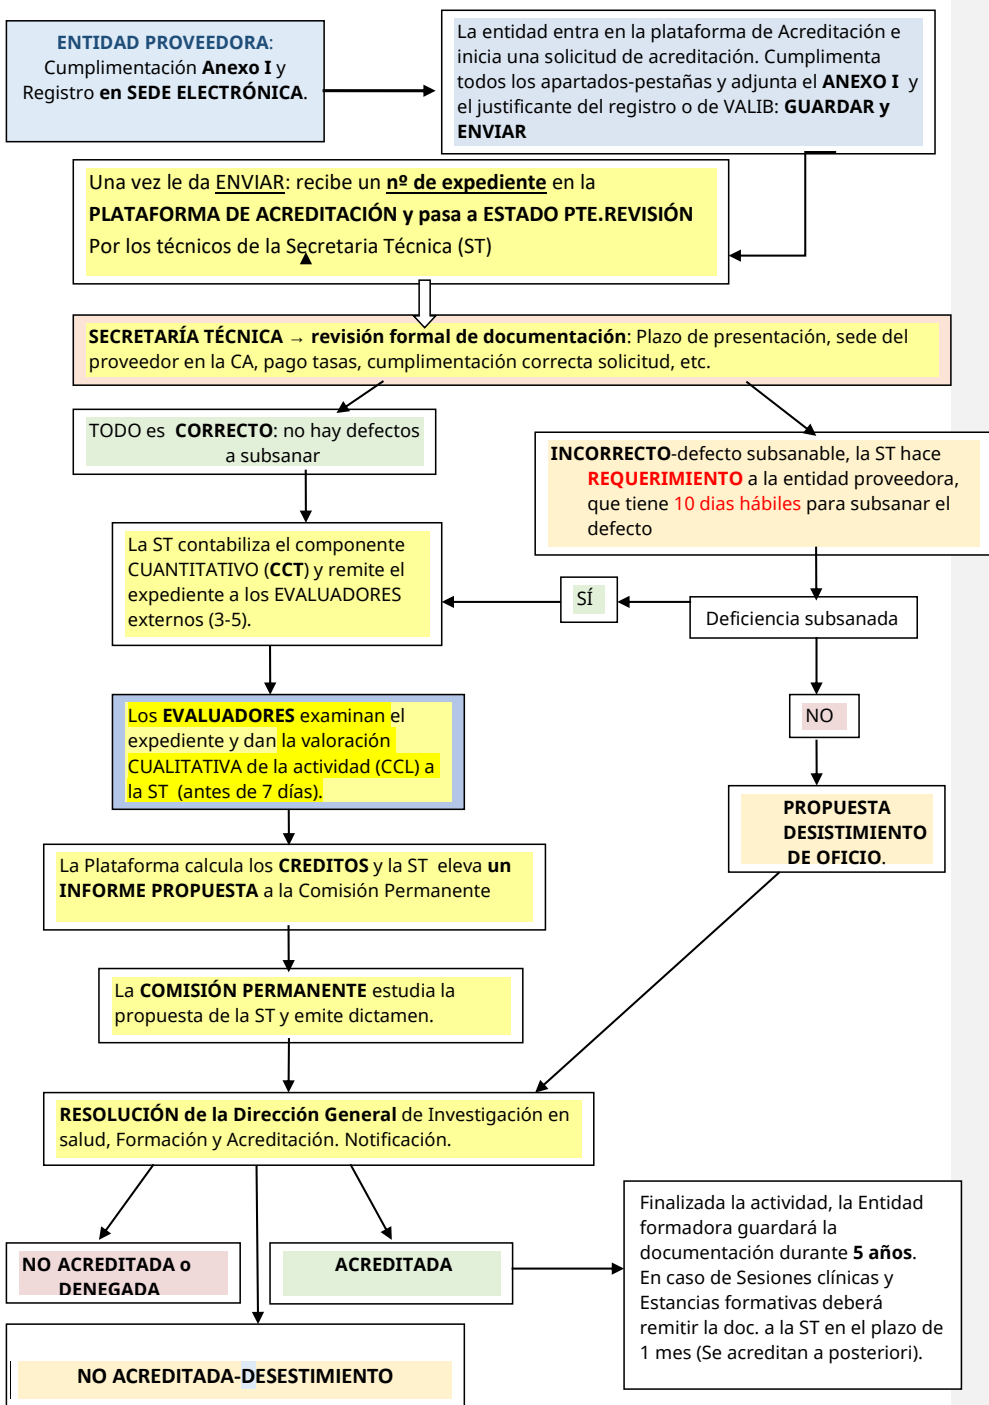 ENTIDAD PROVEEDORA:
Cumplimentación Anexo I y
Registro en SEDE ELECTRÓNICA.
La entidad entra en la plataforma de Acreditación e
inicia una solicitud de acreditación. Cumplimenta
todos los apartados-pestañas y adjunta el ANEXO I y
el justificante del registro o de VALIB: GUARDAR y
ENVIAR
Una vez le da ENVIAR: recibe un nº de expediente en la
PLATAFORMA DE ACREDITACIÓN y pasa a ESTADO PTE.REVISIÓN
Por los técnicos de la Secretaria Técnica (ST)
SECRETARÍA TÉCNICA → revisión formal de documentación: Plazo de presentación, sede del
proveedor en la CA, pago tasas, cumplimentación correcta solicitud, etc.
TODO es CORRECTO: no hay defectos
a subsanar
INCORRECTO-defecto subsanable, la ST hace
REQUERIMIENTO a la entidad proveedora,
que tiene 10 dias hábiles para subsanar el
defecto
La ST contabiliza el componente
CUANTITATIVO (CCT) y remite el
expediente a los EVALUADORES
externos (3-5).
SÍ
Deficiencia subsanada
NO
Los EVALUADORES examinan el
expediente y dan la valoración
CUALITATIVA de la actividad (CCL) a
la ST (antes de 7 días).
PROPUESTA
DESISTIMIENTO
DE OFICIO.
La Plataforma calcula los CREDITOS y la ST eleva un
INFORME PROPUESTA a la Comisión Permanente
La COMISIÓN PERMANENTE estudia la
propuesta de la ST y emite dictamen.
RESOLUCIÓN de la Dirección General de Investigación en
salud, Formación y Acreditación. Notificación.
NO ACREDITADA o
DENEGADA
ACREDITADA
Finalizada la actividad, la Entidad
formadora guardará la
documentación durante 5 años.
En caso de Sesiones clínicas y
Estancias formativas deberá
remitir la doc. a la ST en el plazo de
1 mes (Se acreditan a posteriori).
NO ACREDITADA-DESESTIMIENTO